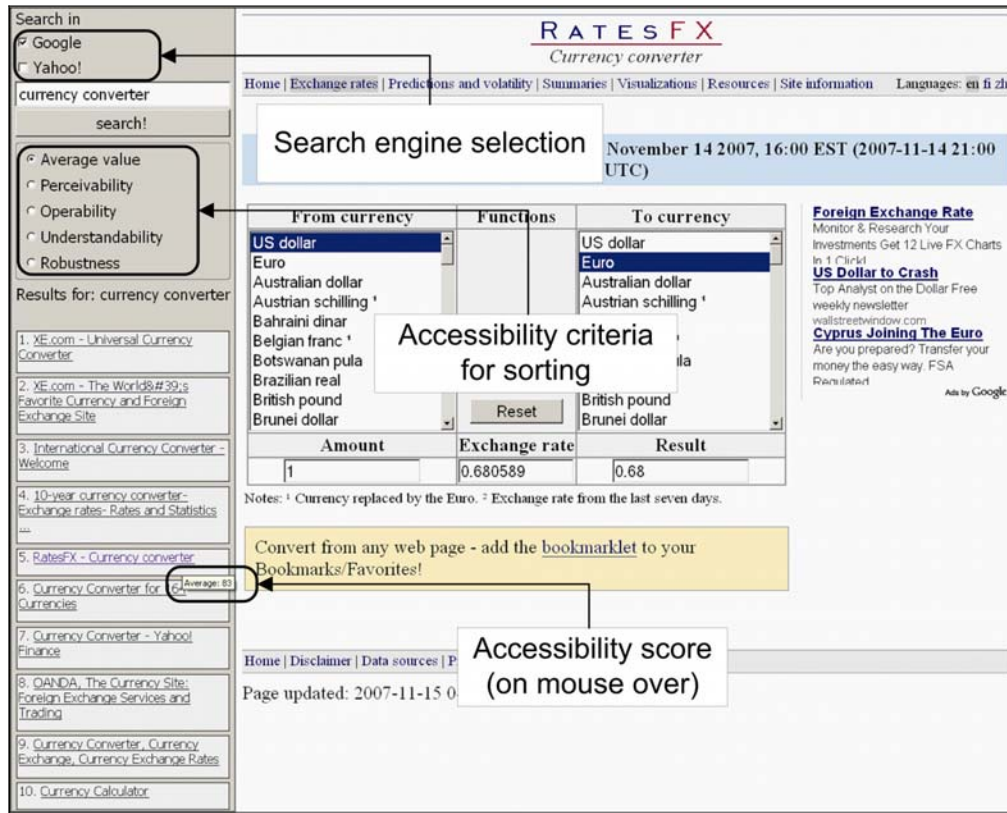 Search in
Google
Yahoo!
currency converter
search!
Average value
Perceivability
Operability
Understandability
Robustness
Results for: currency converter
1. XE.com - Universal Currency
Converter
2. XE.com - The World&#39;s
Favorite Currency and Foreign
Exchange Site
3. International Currency Converter -
Welcome
4. 10-year currency converter-
Exchange rates- Rates and Statistics
...
5. RatesFX - Currency converter
Average: 83
6. Currency Converter for 164
Currencies
7. Currency Converter - Yahoo!
Finance
8. OANDA, The Currency Site:
Foreign Exchange Services and
Trading
9. Currency Converter, Currency
Exchange, Currency Exchange Rates
10. Currency Calculator
RATESFX
Currency converter
Home | Exchange rates | Predictions and volatility | Summaries | Visualizations | Resources | Site information Languages: en fi zh
Search engine selection
November 14 2007, 16:00 EST (2007-11-14 21:00
UTC)
From currency Functions To currency
US dollar
Euro
Australian dollar
Austrian schilling ¹
Bahraini dinar
Belgian franc ¹
Botswanan pula
Brazilian real
British pound
Brunei dollar
Reset
US dollar
Euro
Australian dollar
Austrian schilling ¹
British pound
Brunei dollar
Accessibility criteria
for sorting
Amount Exchange rate Result
1 0.680589 0.68
Notes: ¹ Currency replaced by the Euro. ² Exchange rate from the last seven days.
Foreign Exchange Rate
Monitor & Research Your
Investments Get 12 Live FX Charts
In 1 Click!
US Dollar to Crash
Top Analyst on the Dollar Free
weekly newsletter
wallstreetwindow.com
Cyprus Joining The Euro
Are you prepared? Transfer your
money the easy way. FSA
Regulated
Ads by Google
Convert from any web page - add the bookmarklet to your
Bookmarks/Favorites!
Accessibility score
(on mouse over)
Home | Disclaimer | Data sources |
Page updated: 2007-11-15